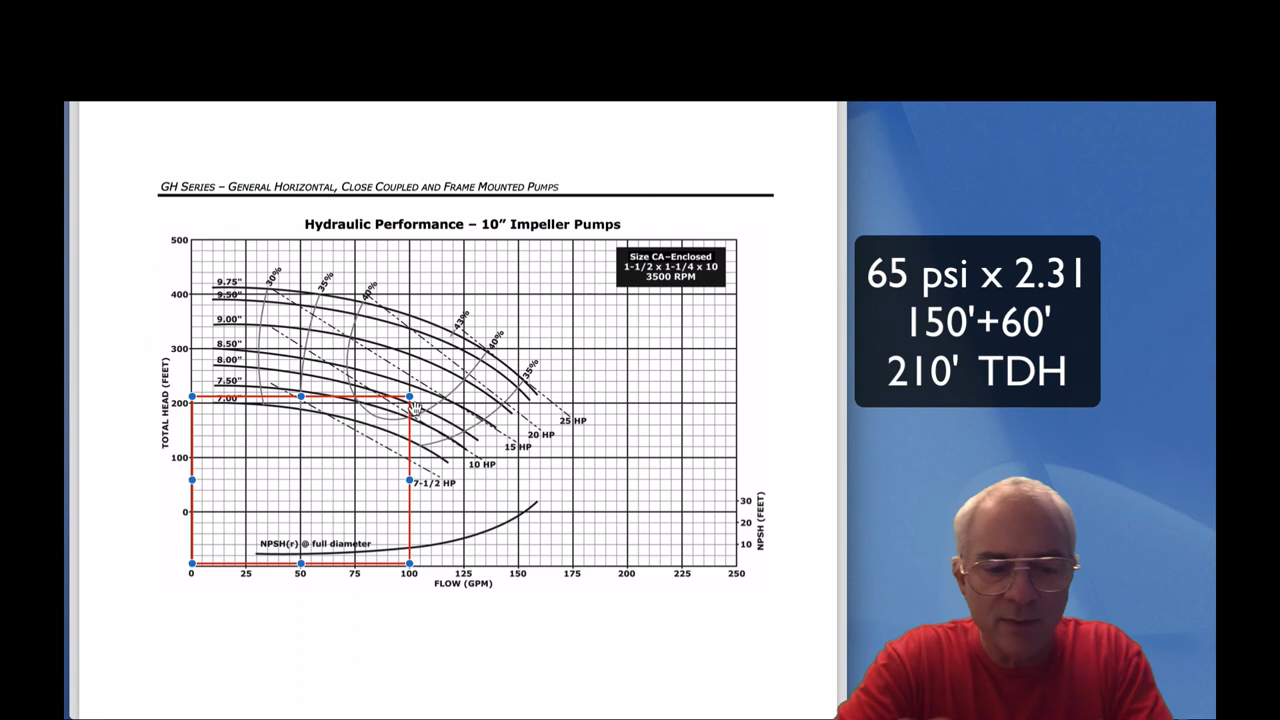 GH SERIES – GENERAL HORIZONTAL, CLOSE COUPLED AND FRAME MOUNTED PUMPS
Hydraulic Performance – 10” Impeller Pumps
Size CA–Enclosed
1-1/2 x 1-1/4 x 10
3500 RPM
65 psi x 2.31
150'+60'
210' TDH
TOTAL HEAD (FEET)
500
400
300
200
100
0
9.75"
9.50"
9.00"
8.50"
8.00"
7.50"
7.00"
30%
35%
40%
43%
40%
35%
25 HP
20 HP
15 HP
10 HP
7-1/2 HP
NPSH(r) @ full diameter
30
20
10
NPSH (FEET)
0 25 50 75 100 125 150 175 200 225 250
FLOW (GPM)